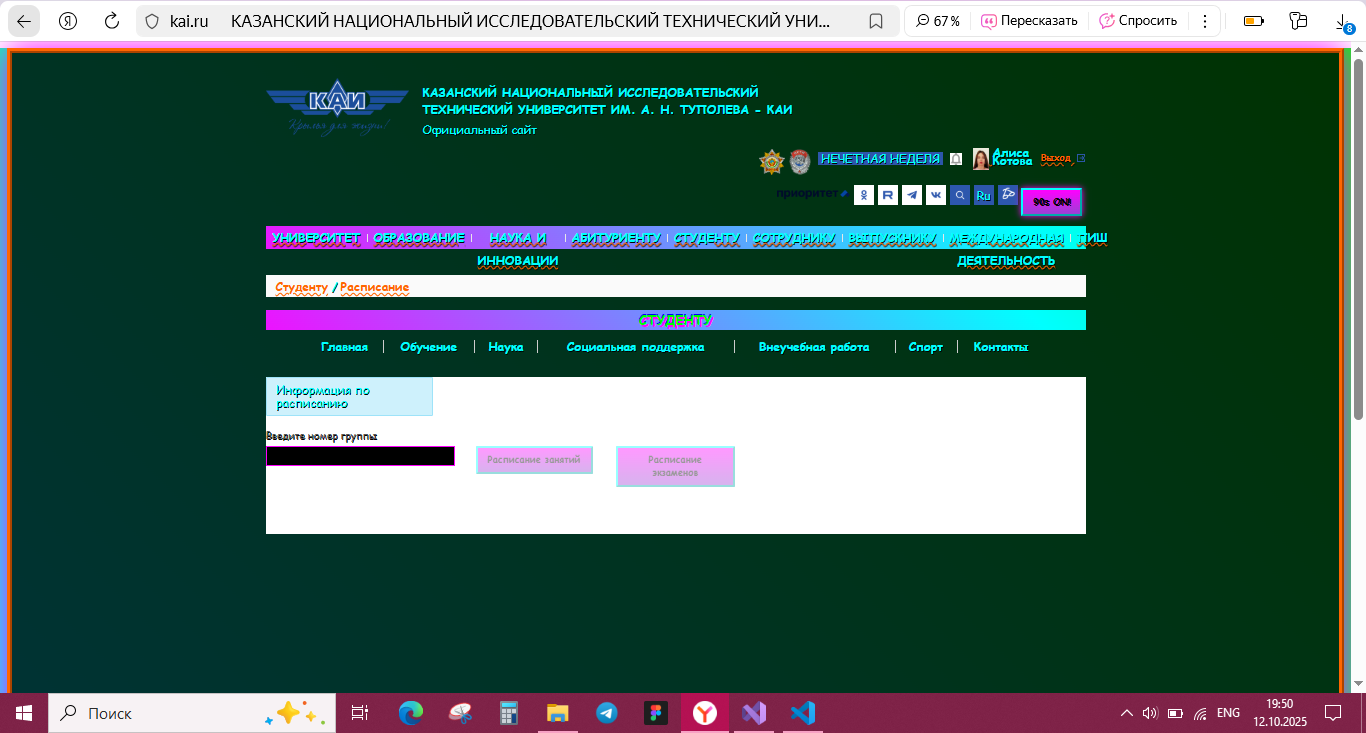 kai.ru КАЗАНСКИЙ НАЦИОНАЛЬНЫЙ ИССЛЕДОВАТЕЛЬСКИЙ ТЕХНИЧЕСКИЙ УНИ... 67 % Пересказать Спросить
8
КАИ
Крылья для жизни!
КАЗАНСКИЙ НАЦИОНАЛЬНЫЙ ИССЛЕДОВАТЕЛЬСКИЙ
ТЕХНИЧЕСКИЙ УНИВЕРСИТЕТ ИМ. А. Н. ТУПОЛЕВА - КАИ
Официальный сайт
НЕЧЕТНАЯ НЕДЕЛЯ
Алиса
Котова
Выход
приоритет Ru 90s ON!
УНИВЕРСИТЕТ ОБРАЗОВАНИЕ НАУКА И АБИТУРИЕНТУ СТУДЕНТУ СОТРУДНИКУ ВЫПУСКНИКУ МЕЖДУНАРОДНАЯ ПИШ
ИННОВАЦИИ ДЕЯТЕЛЬНОСТЬ
Студенту / Расписание
СТУДЕНТУ
Главная Обучение Наука Социальная поддержка Внеучебная работа Спорт Контакты
Информация по
расписанию
Введите номер группы:
Расписание занятий
Расписание
экзаменов
Поиск
ENG
19:50
12.10.2025